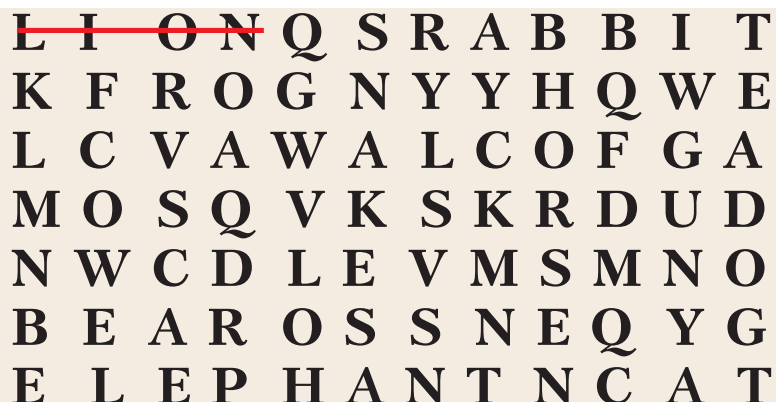 L I O N Q S R A B B I T
K F R O G N Y Y H Q W E
L C V A W A L C O F G A
M O S Q V K S K R D U D
N W C D L E V M S M N O
B E A R O S S N E Q Y G
E L E P H A N T N C A T